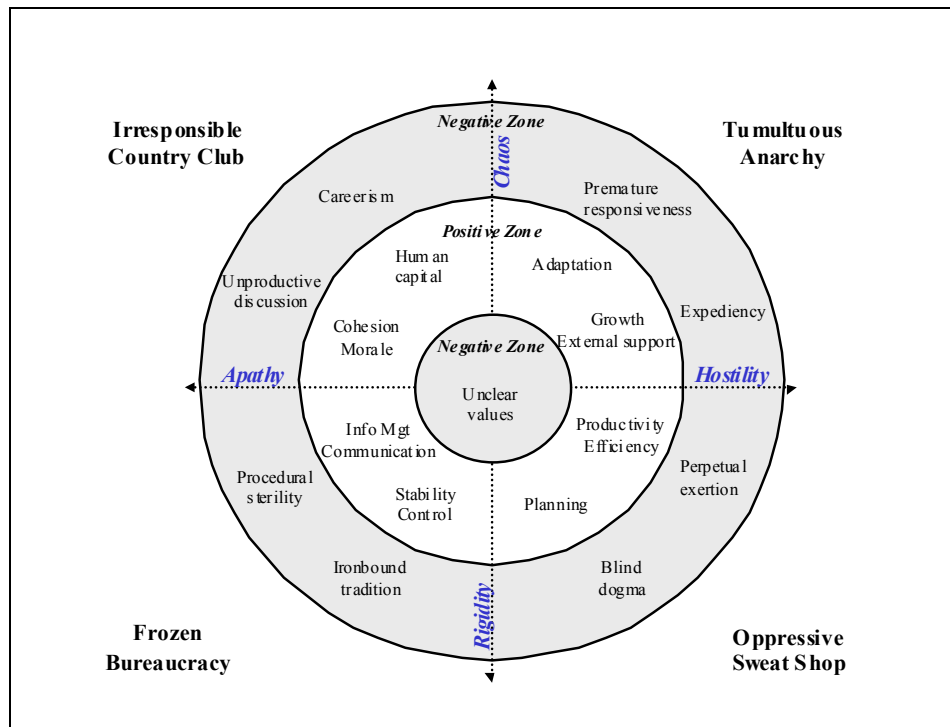 Irresponsible
Country Club
Tumultuous
Anarchy
Negative Zone
Chaos
Careerism
Premature
responsiveness
Positive Zone
Human
capital
Adaptation
Unproductive
discussion
Expediency
Cohesion
Morale
Growth
External support
Negative Zone
Apathy
Hostility
Unclear
values
Info Mgt
Communication
Productivity
Efficiency
Procedural
sterility
Perpetual
exertion
Stability
Control
Planning
Ironbound
tradition
Blind
dogma
Rigidity
Frozen
Bureaucracy
Oppressive
Sweat Shop